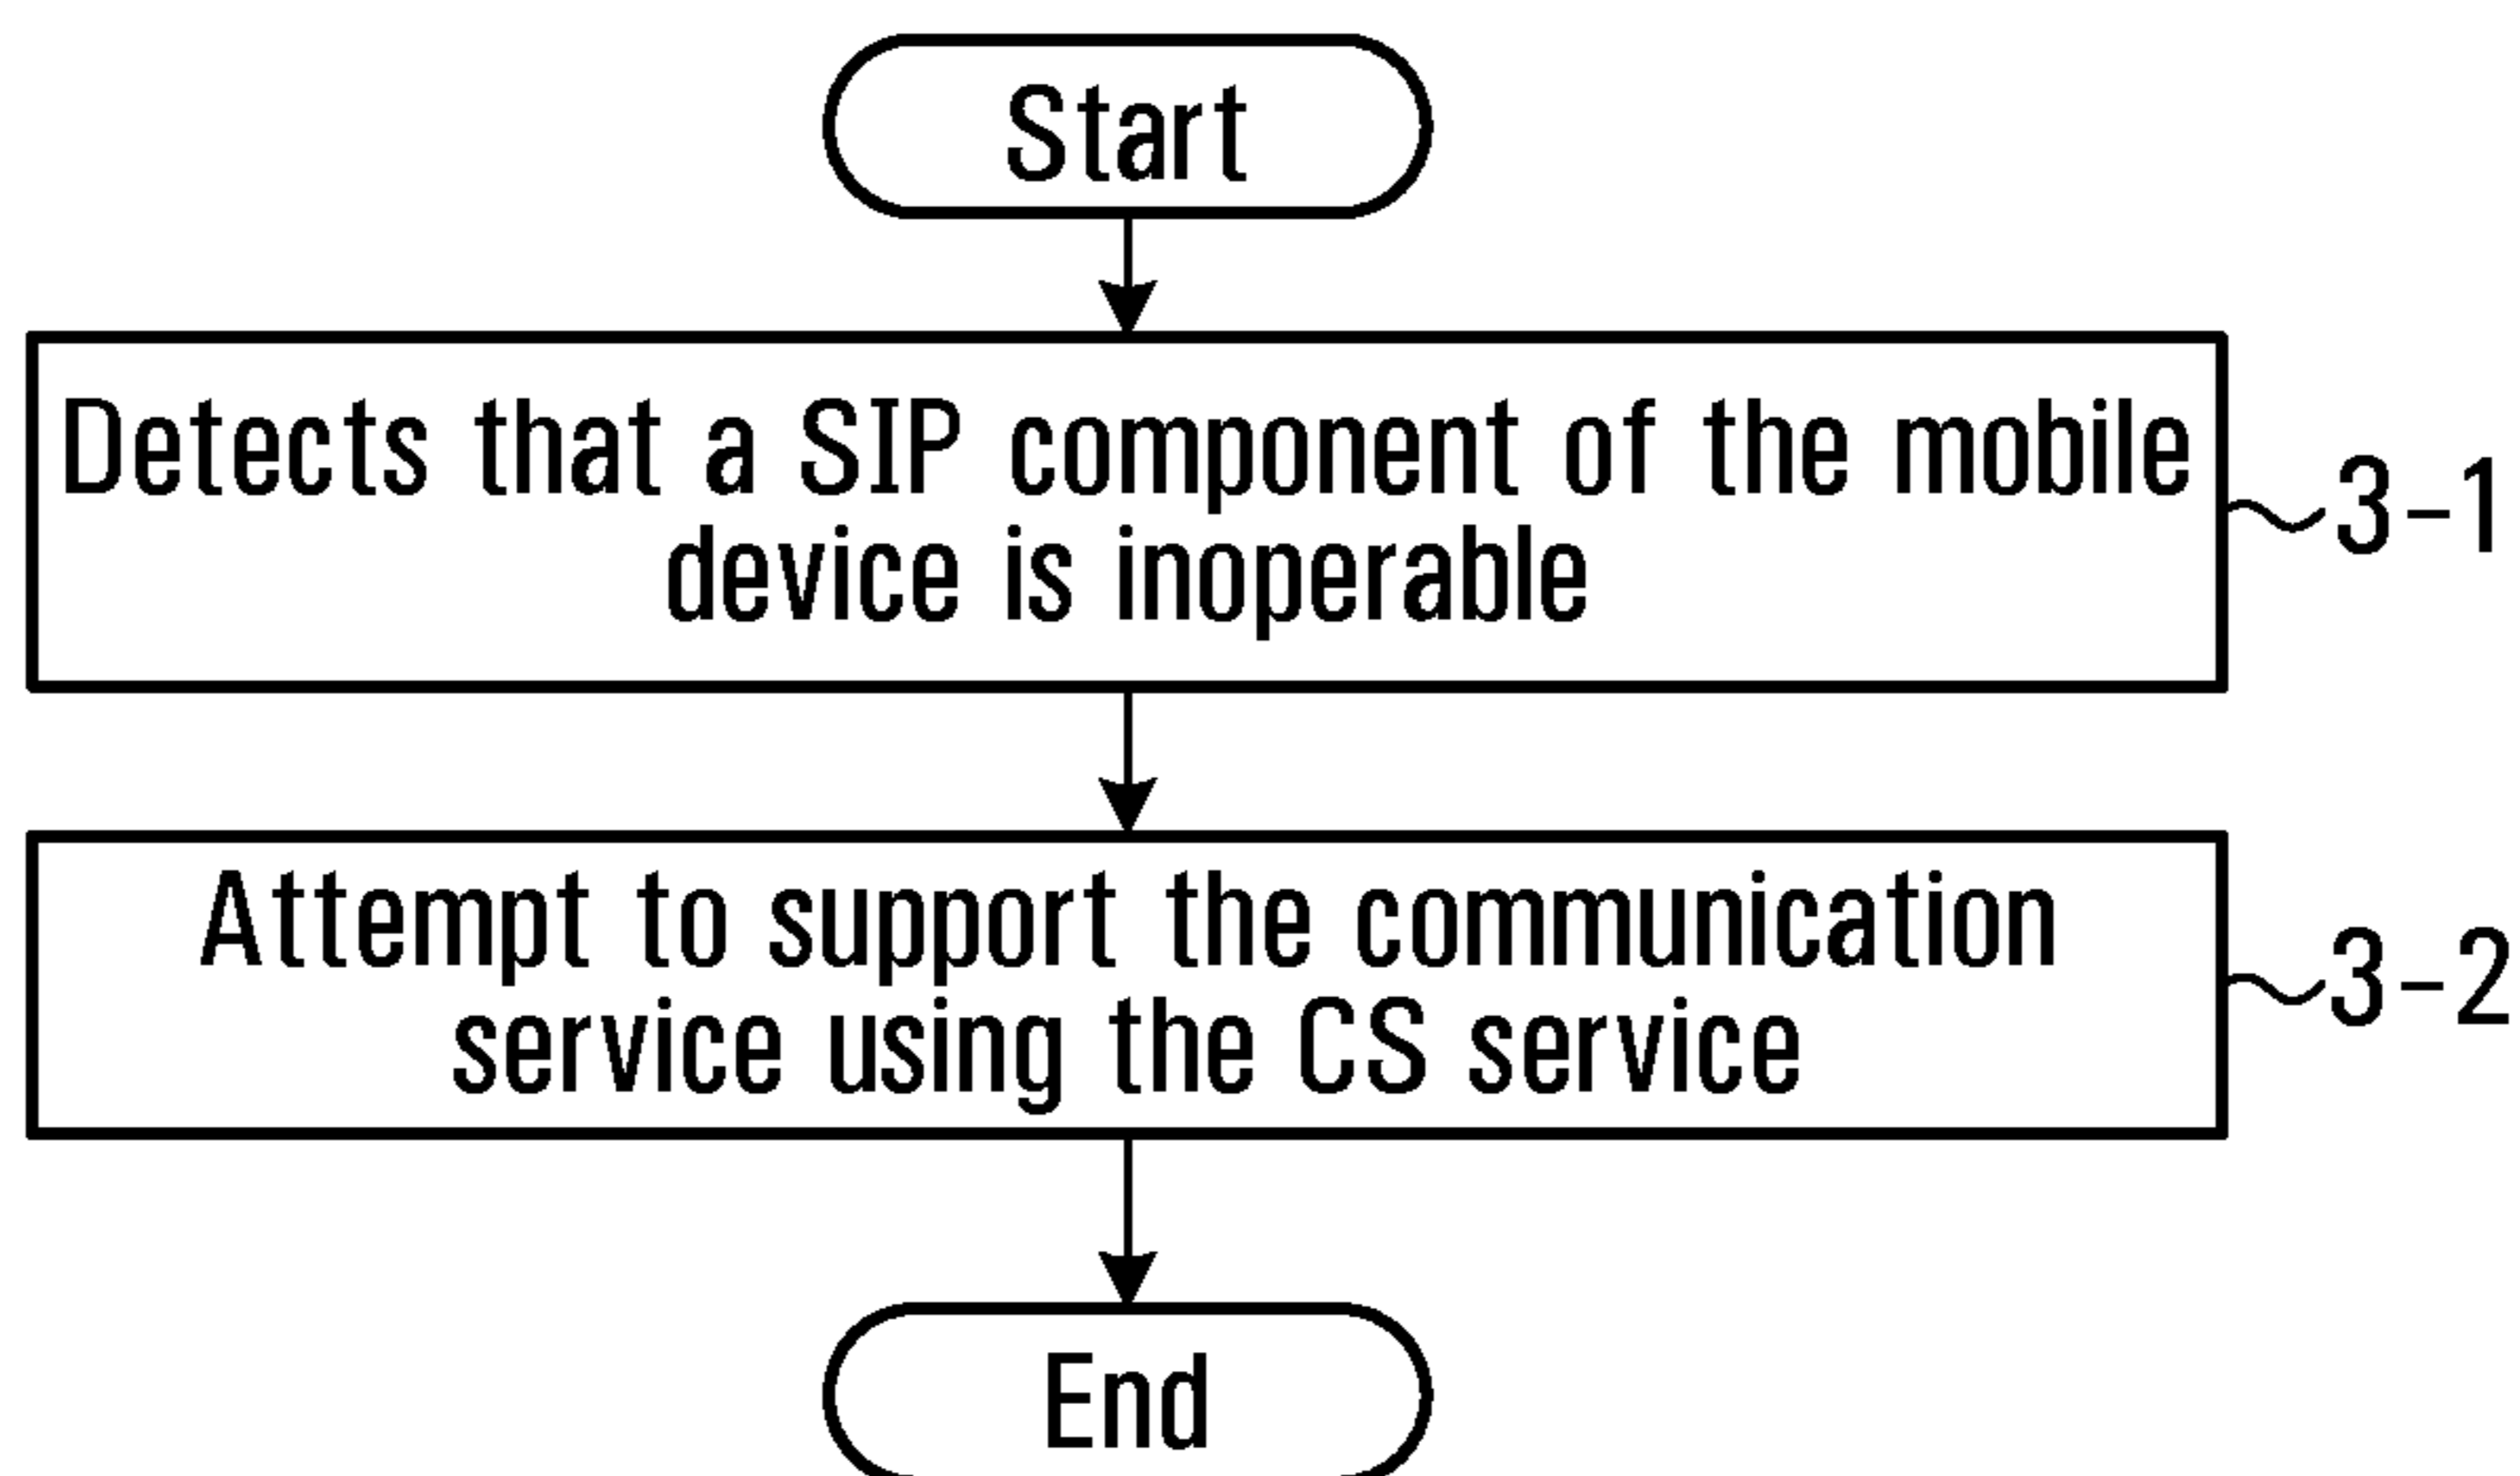 Start
Detects that a SIP component of the mobile
device is inoperable
3-1
Attempt to support the communication
service using the CS service
3-2
End